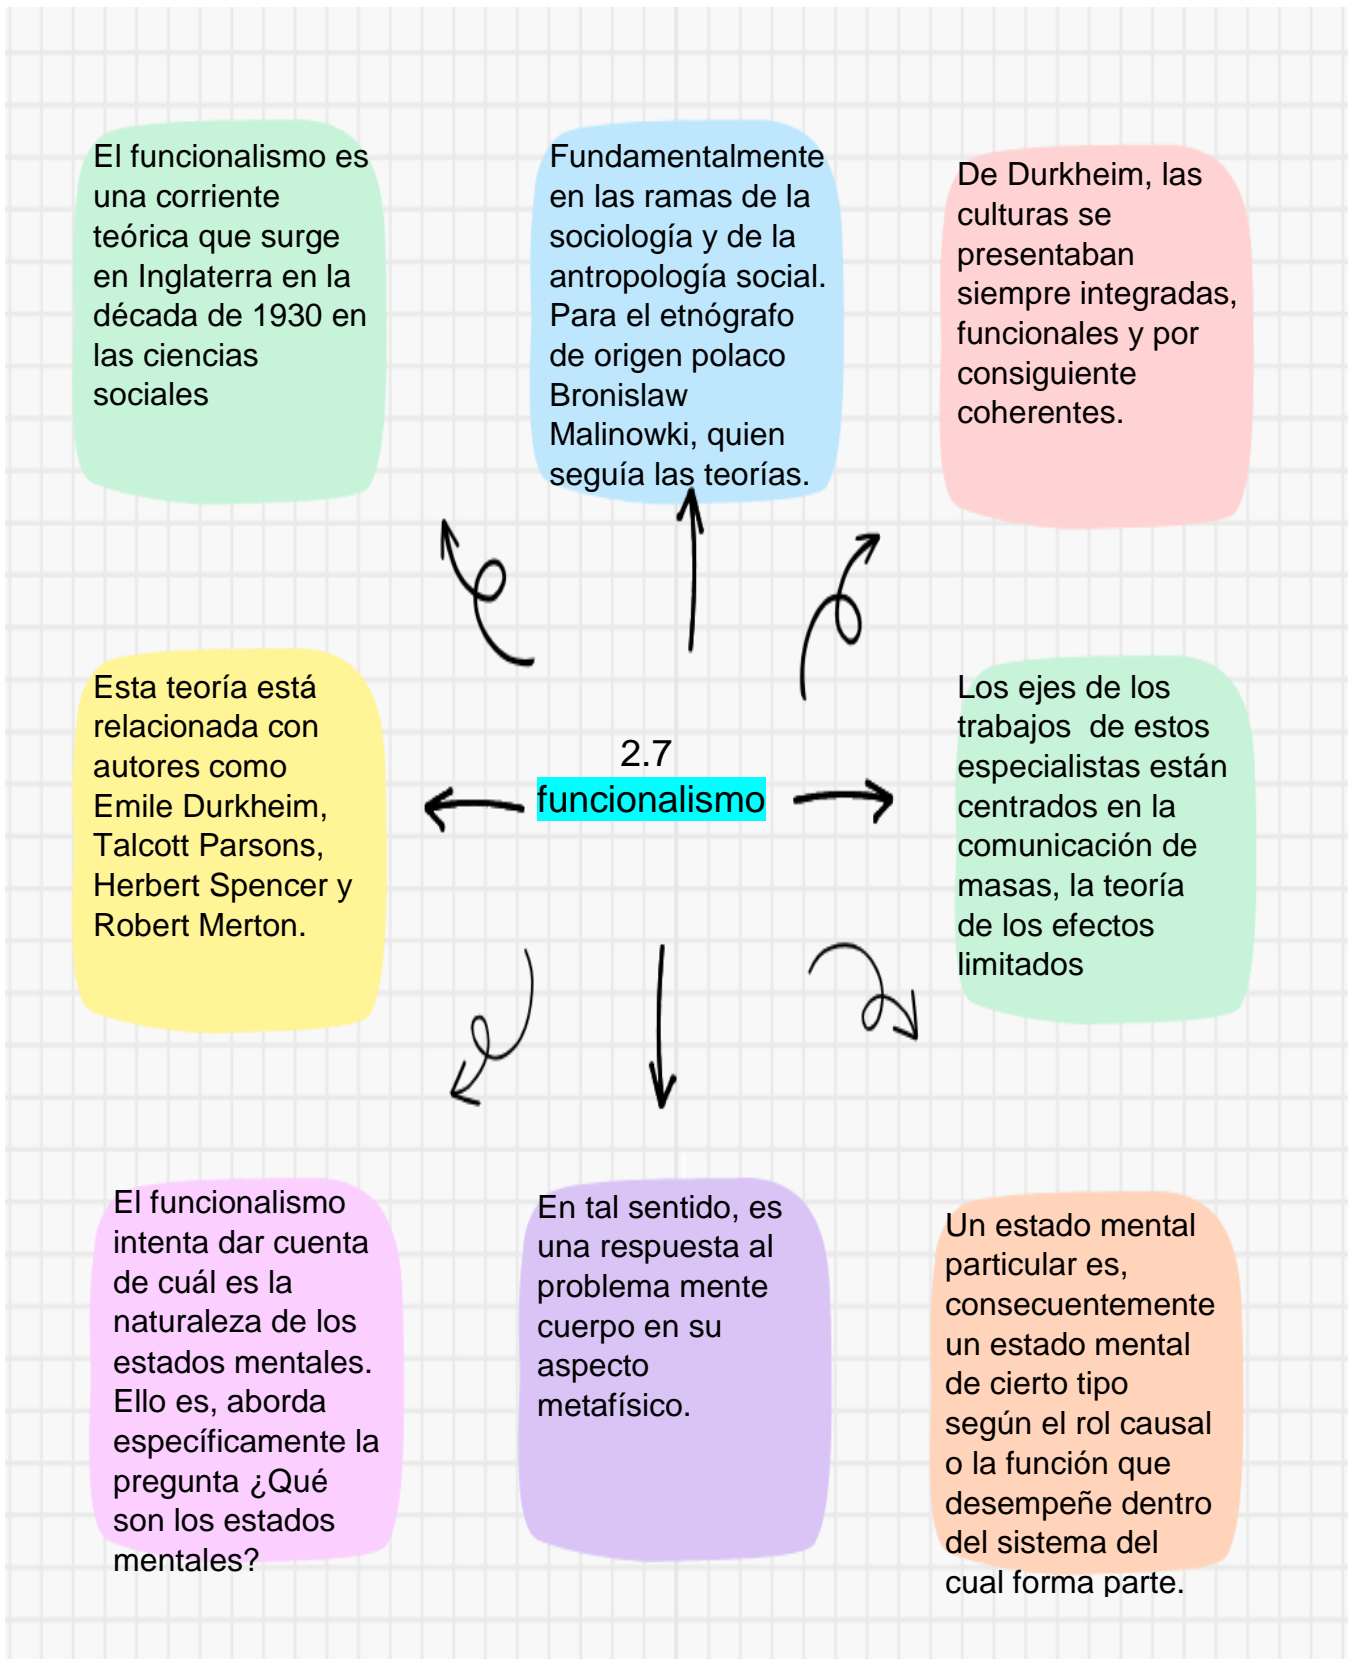 El funcionalismo es
una corriente
teórica que surge
en Inglaterra en la
década de 1930 en
las ciencias
sociales
Fundamentalmente
en las ramas de la
sociología y de la
antropología social.
Para el etnógrafo
de origen polaco
Bronislaw
Malinowki, quien
seguía las teorías.
De Durkheim, las
culturas se
presentaban
siempre integradas,
funcionales y por
consiguiente
coherentes.
Esta teoría está
relacionada con
autores como
Emile Durkheim,
Talcott Parsons,
Herbert Spencer y
Robert Merton.
2.7
funcionalismo
Los ejes de los
trabajos  de estos
especialistas están
centrados en la
comunicación de
masas, la teoría
de los efectos
limitados
El funcionalismo
intenta dar cuenta
de cuál es la
naturaleza de los
estados mentales.
Ello es, aborda
específicamente la
pregunta ¿Qué
son los estados
mentales?
En tal sentido, es
una respuesta al
problema mente
cuerpo en su
aspecto
metafísico.
Un estado mental
particular es,
consecuentemente
un estado mental
de cierto tipo
según el rol causal
o la función que
desempeñe dentro
del sistema del
cual forma parte.